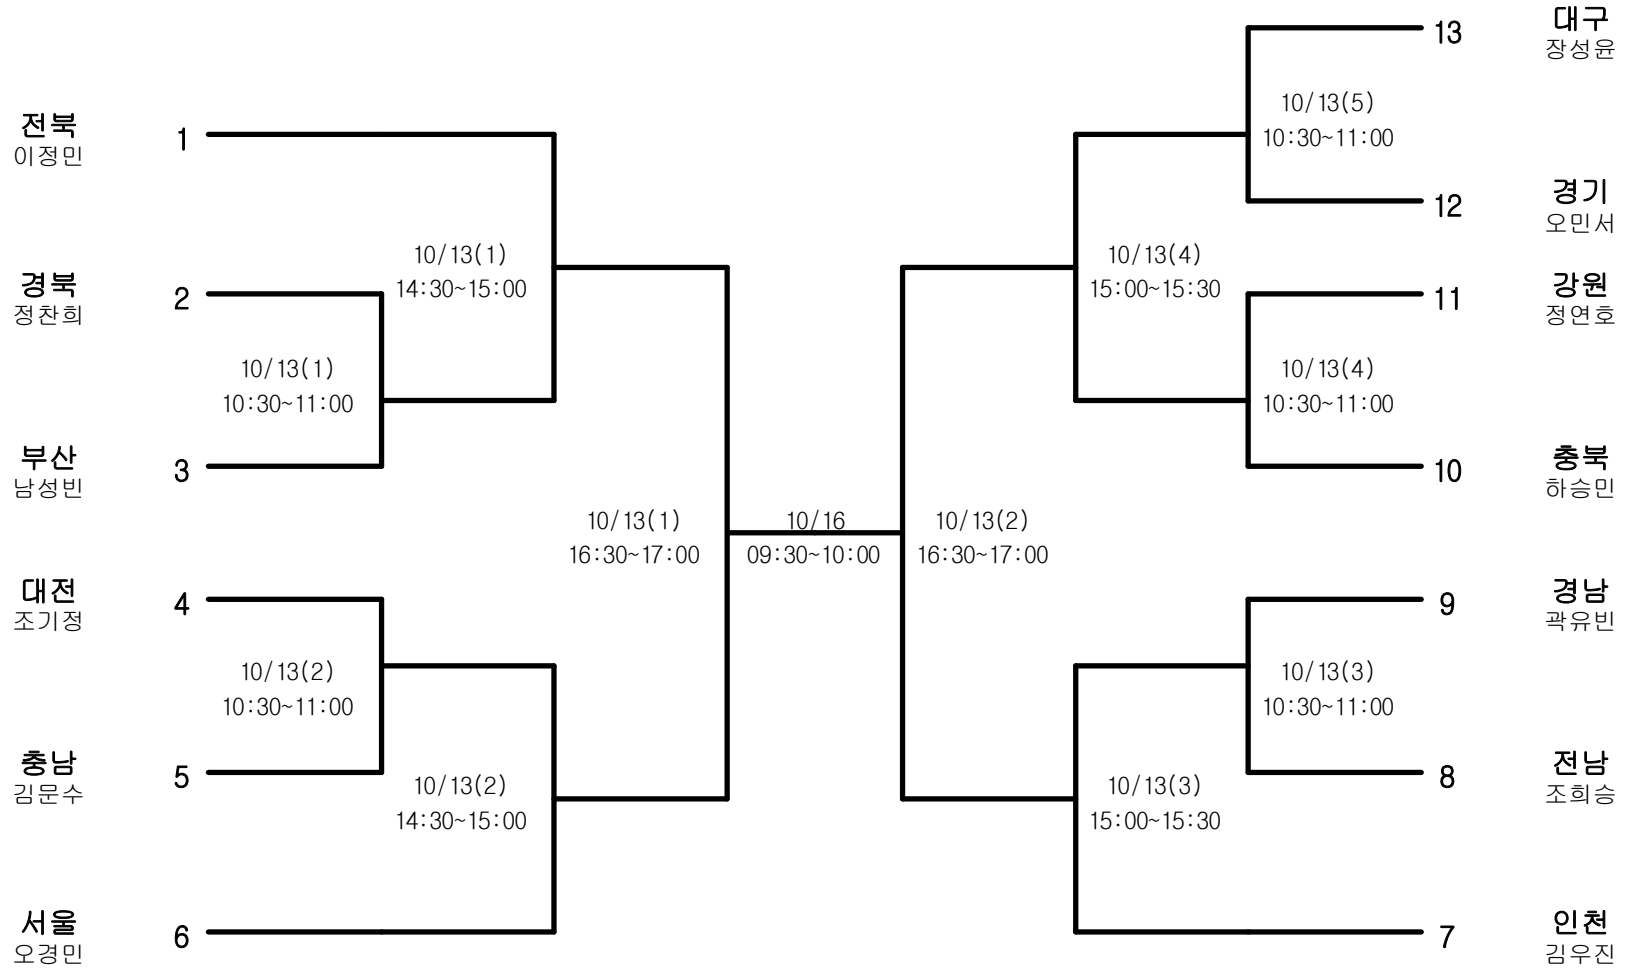 전북
이정민
1
경북
정찬희
2
부산
남성빈
3
대전
조기정
4
충남
김문수
5
서울
오경민
6
10/13(1)
10:30~11:00
10/13(2)
10:30~11:00
10/13(1)
14:30~15:00
10/13(2)
14:30~15:00
10/13(1)
16:30~17:00
10/16
09:30~10:00
10/13(2)
16:30~17:00
10/13(4)
15:00~15:30
10/13(3)
15:00~15:30
10/13(5)
10:30~11:00
10/13(4)
10:30~11:00
10/13(3)
10:30~11:00
13
대구
장성윤
12
경기
오민서
11
강원
정연호
10
충북
하승민
9
경남
곽유빈
8
전남
조희승
7
인천
김우진